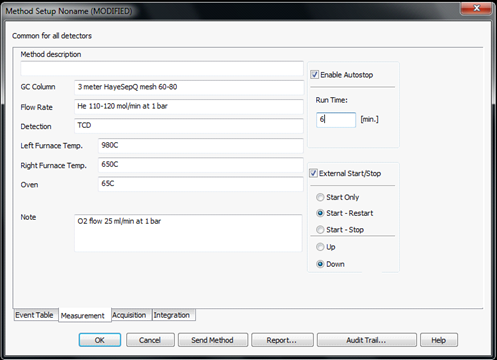 Method Setup Noname (MODIFIED)
Common for all detectors
Method description
Enable Autostop
GC Column 3 meter HayeSepQ mesh 60-80
Run Time:
Flow Rate He 110-120 mol/min at 1 bar
6 [min.]
Detection TCD
Left Furnace Temp. 980C
Right Furnace Temp. 650C
External Start/Stop
Oven 65C
Start Only
Note O2 flow 25 ml/min at 1 bar
Start - Restart
Start - Stop
Up
Down
Event Table Measurement Acquisition Integration
OK Cancel Send Method Report... Audit Trail... Help